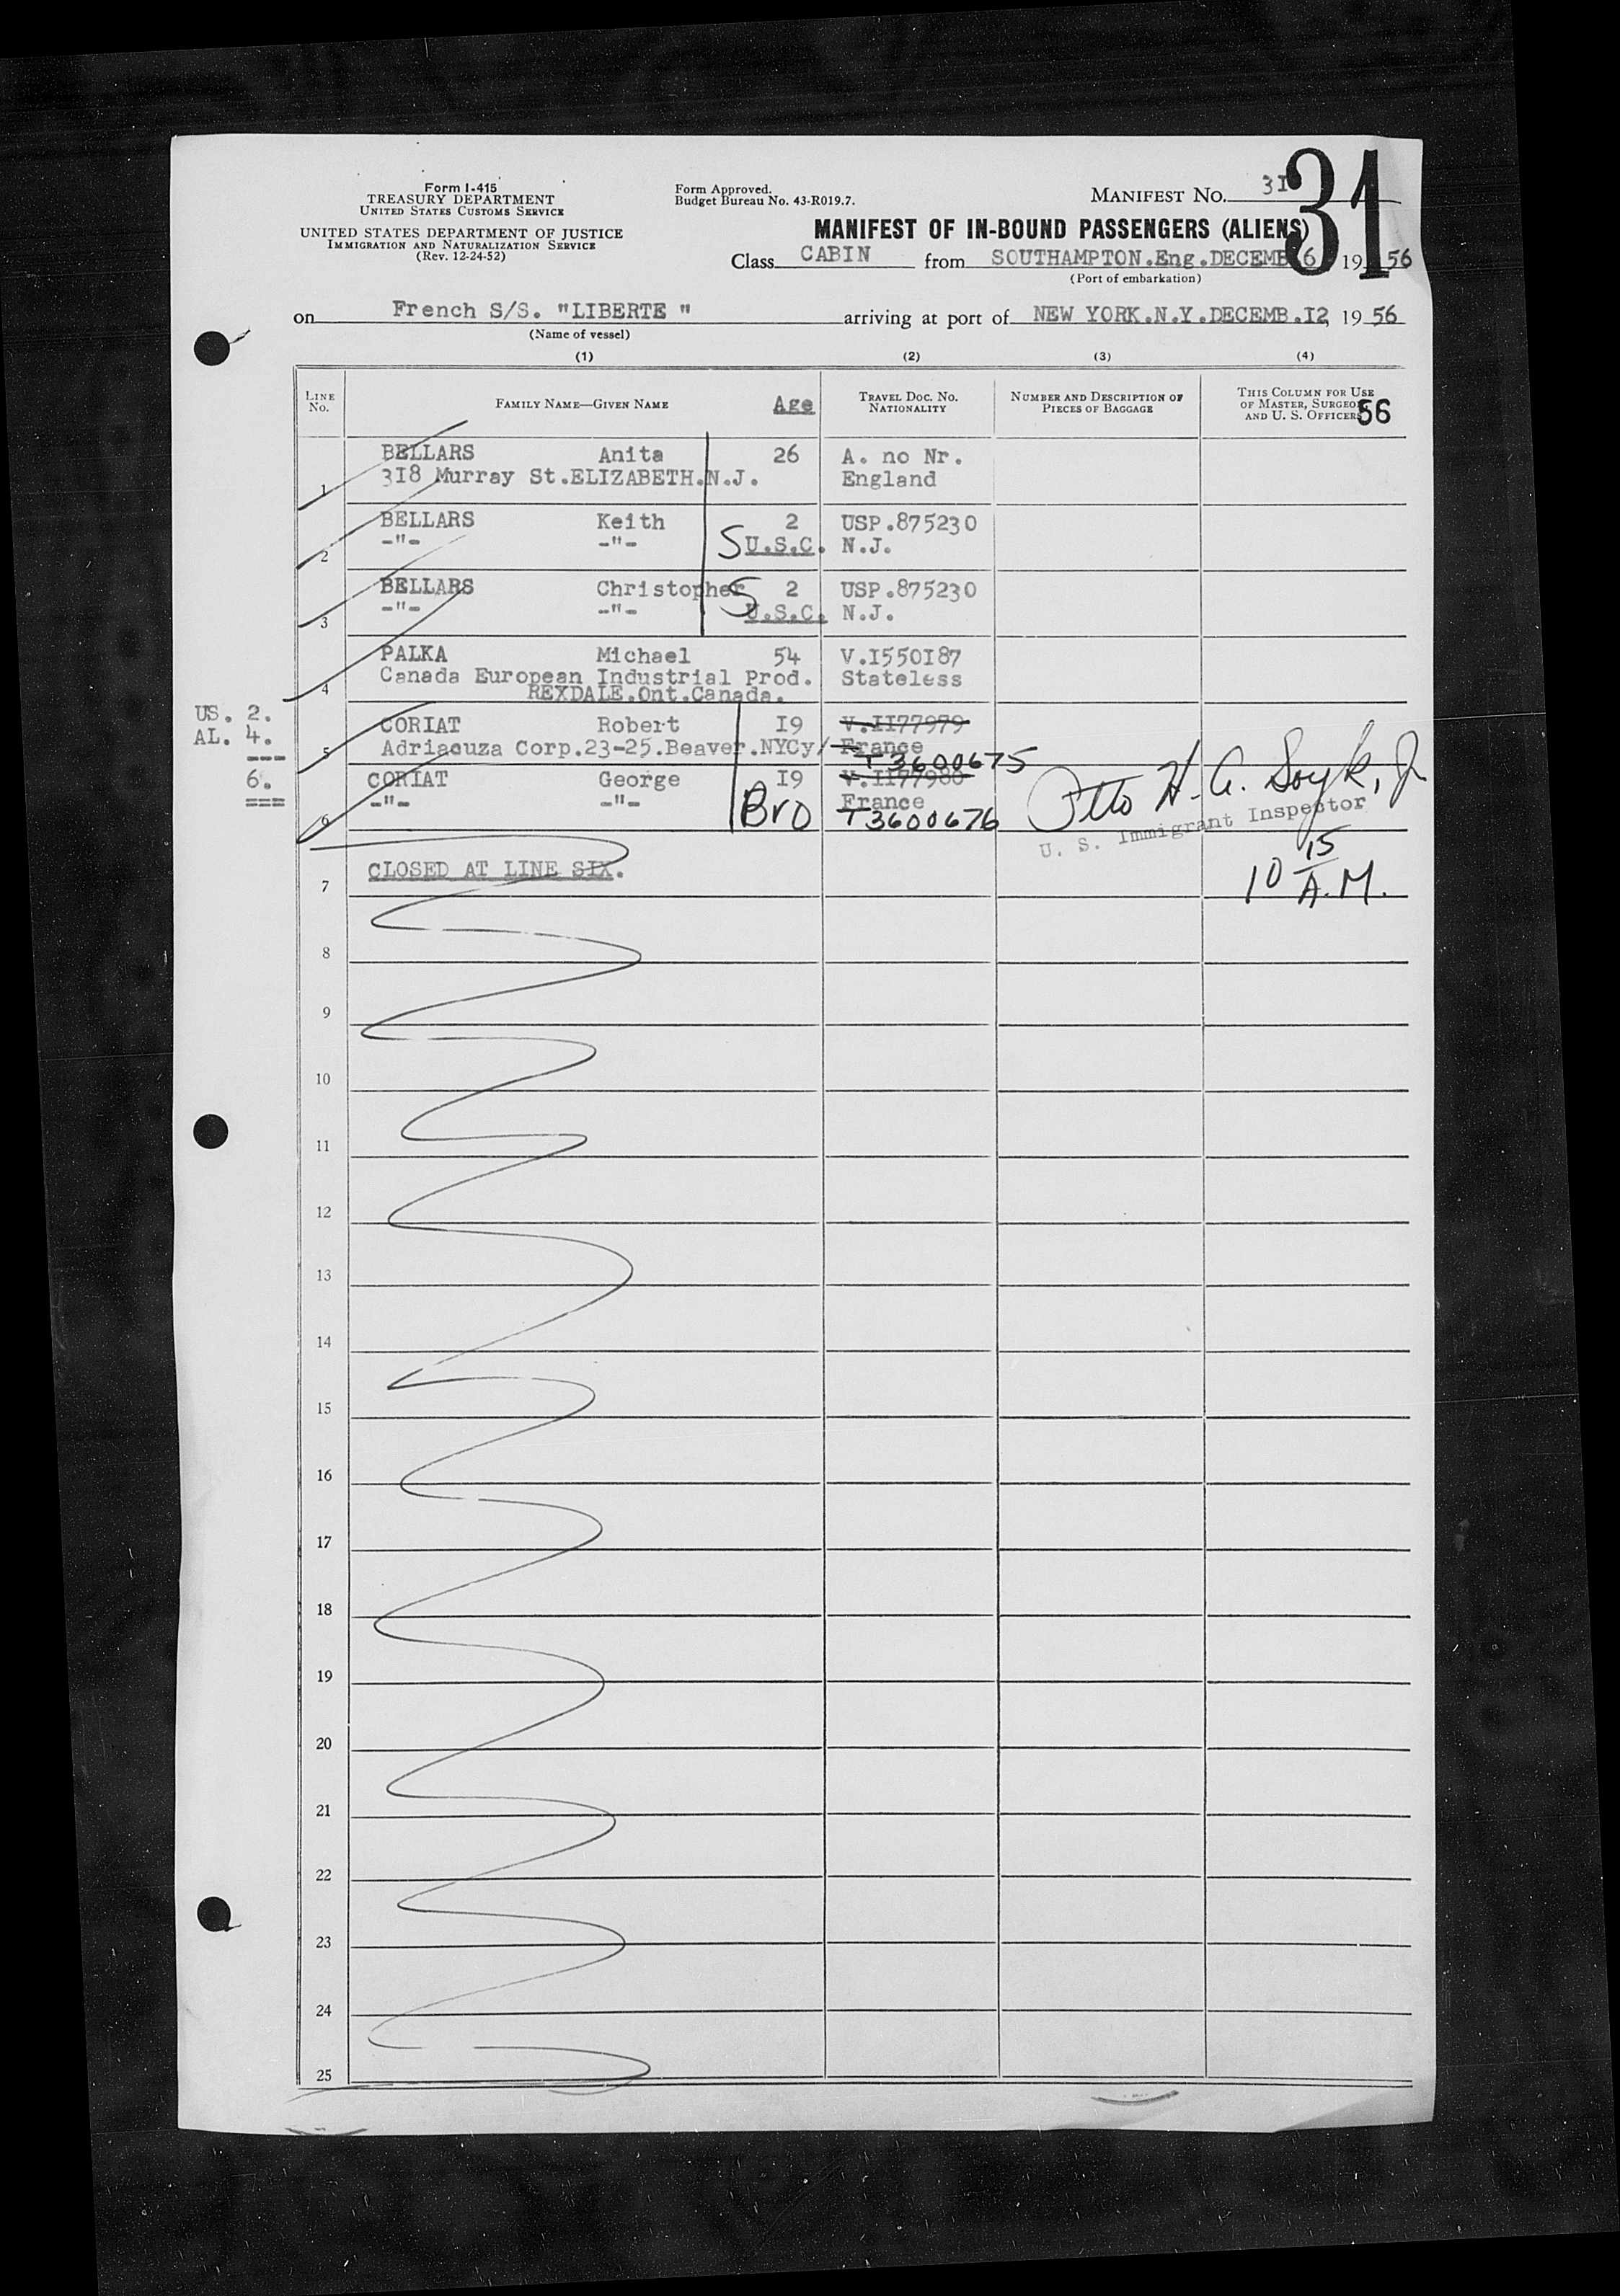 Form I-415
TREASURY DEPARTMENT
UNITED STATES CUSTOMS SERVICE
UNITED STATES DEPARTMENT OF JUSTICE
IMMIGRATION AND NATURALIZATION SERVICE
(Rev. 12-24-52)
Form Approved.
Budget Bureau No. 43-R019.7.
MANIFEST NO. 3I
31
MANIFEST OF IN-BOUND PASSENGERS (ALIENS)
Class CABIN from SOUTHAMPTON.Eng.DECEMB 6 19 56
(Port of embarkation)
on French S/S. "LIBERTE " arriving at port of NEW YORK.N.Y.DECEMB.I2, 19 56
(Name of vessel)
(1) (2) (3) (4)
LINE NO. FAMILY NAME—GIVEN NAME Age TRAVEL DOC. NO. NATIONALITY NUMBER AND DESCRIPTION OF PIECES OF BAGGAGE THIS COLUMN FOR USE OF MASTER, SURGEON, AND U. S. OFFICERS
56
BELLARS Anita 26 A. no Nr.
1 3I8 Murray St.ELIZABETH.N.J. England
BELLARS Keith 2 USP.875230
2 -"- -"- S U.S.C. N.J.
BELLARS Christopher S 2 USP.875230
3 -"- -"- U.S.C. N.J.
PALKA Michael 54 V.I550I87
4 Canada European Industrial Prod. Stateless
REXDALE.Ont.Canada.
US. 2.
AL. 4.
---
6.
===
CORIAT Robert I9 V.II77979
5 Adriacuza Corp.23-25.Beaver.NYCy/ France
T3600675
CORIAT George I9 V.II77980
6 -"- -"- Bro France
T3600676
Otto H. A. Soyk, Jr
U. S. Immigrant Inspector
10 15 A.M.
7 CLOSED AT LINE SIX.
8
9
10
11
12
13
14
15
16
17
18
19
20
21
22
23
24
25